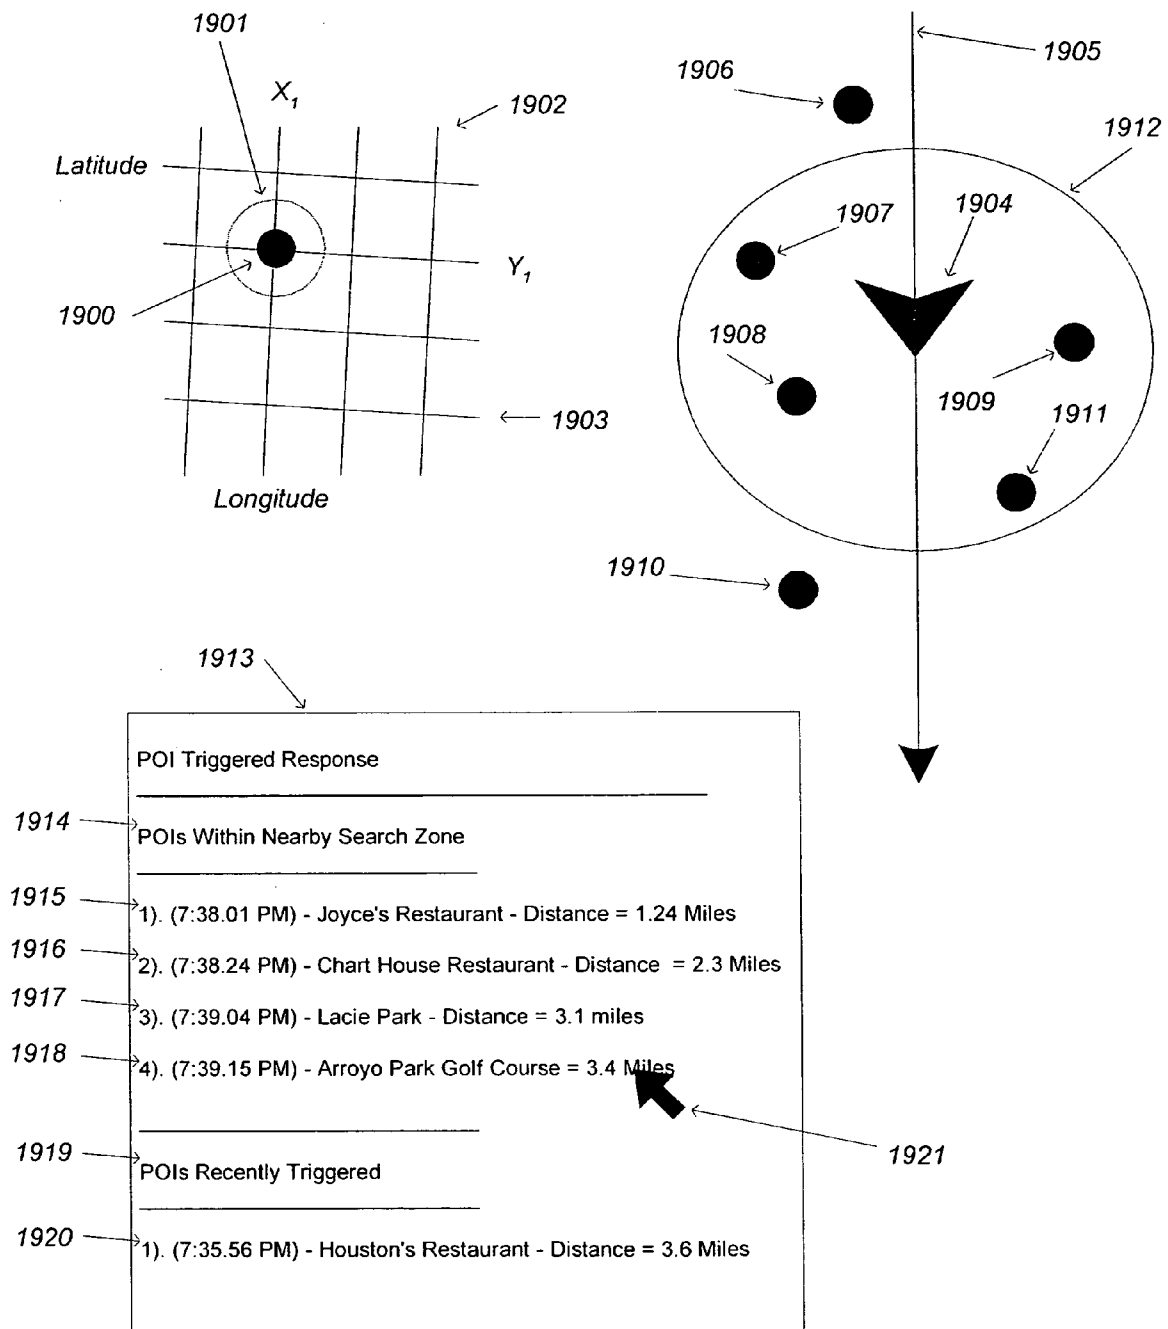 1901
1905
1906
X1
1902
1912
Latitude
1907
1904
Y1
1900
1908
1909
1903
1911
Longitude
1910
1913
POI Triggered Response
1914
POIs Within Nearby Search Zone
1915
1). (7:38.01 PM) - Joyce's Restaurant - Distance = 1.24 Miles
1916
2). (7:38.24 PM) - Chart House Restaurant - Distance = 2.3 Miles
1917
3). (7:39.04 PM) - Lacie Park - Distance = 3.1 miles
1918
4). (7:39.15 PM) - Arroyo Park Golf Course = 3.4 Miles
1921
1919
POIs Recently Triggered
1920
1). (7:35.56 PM) - Houston's Restaurant - Distance = 3.6 Miles